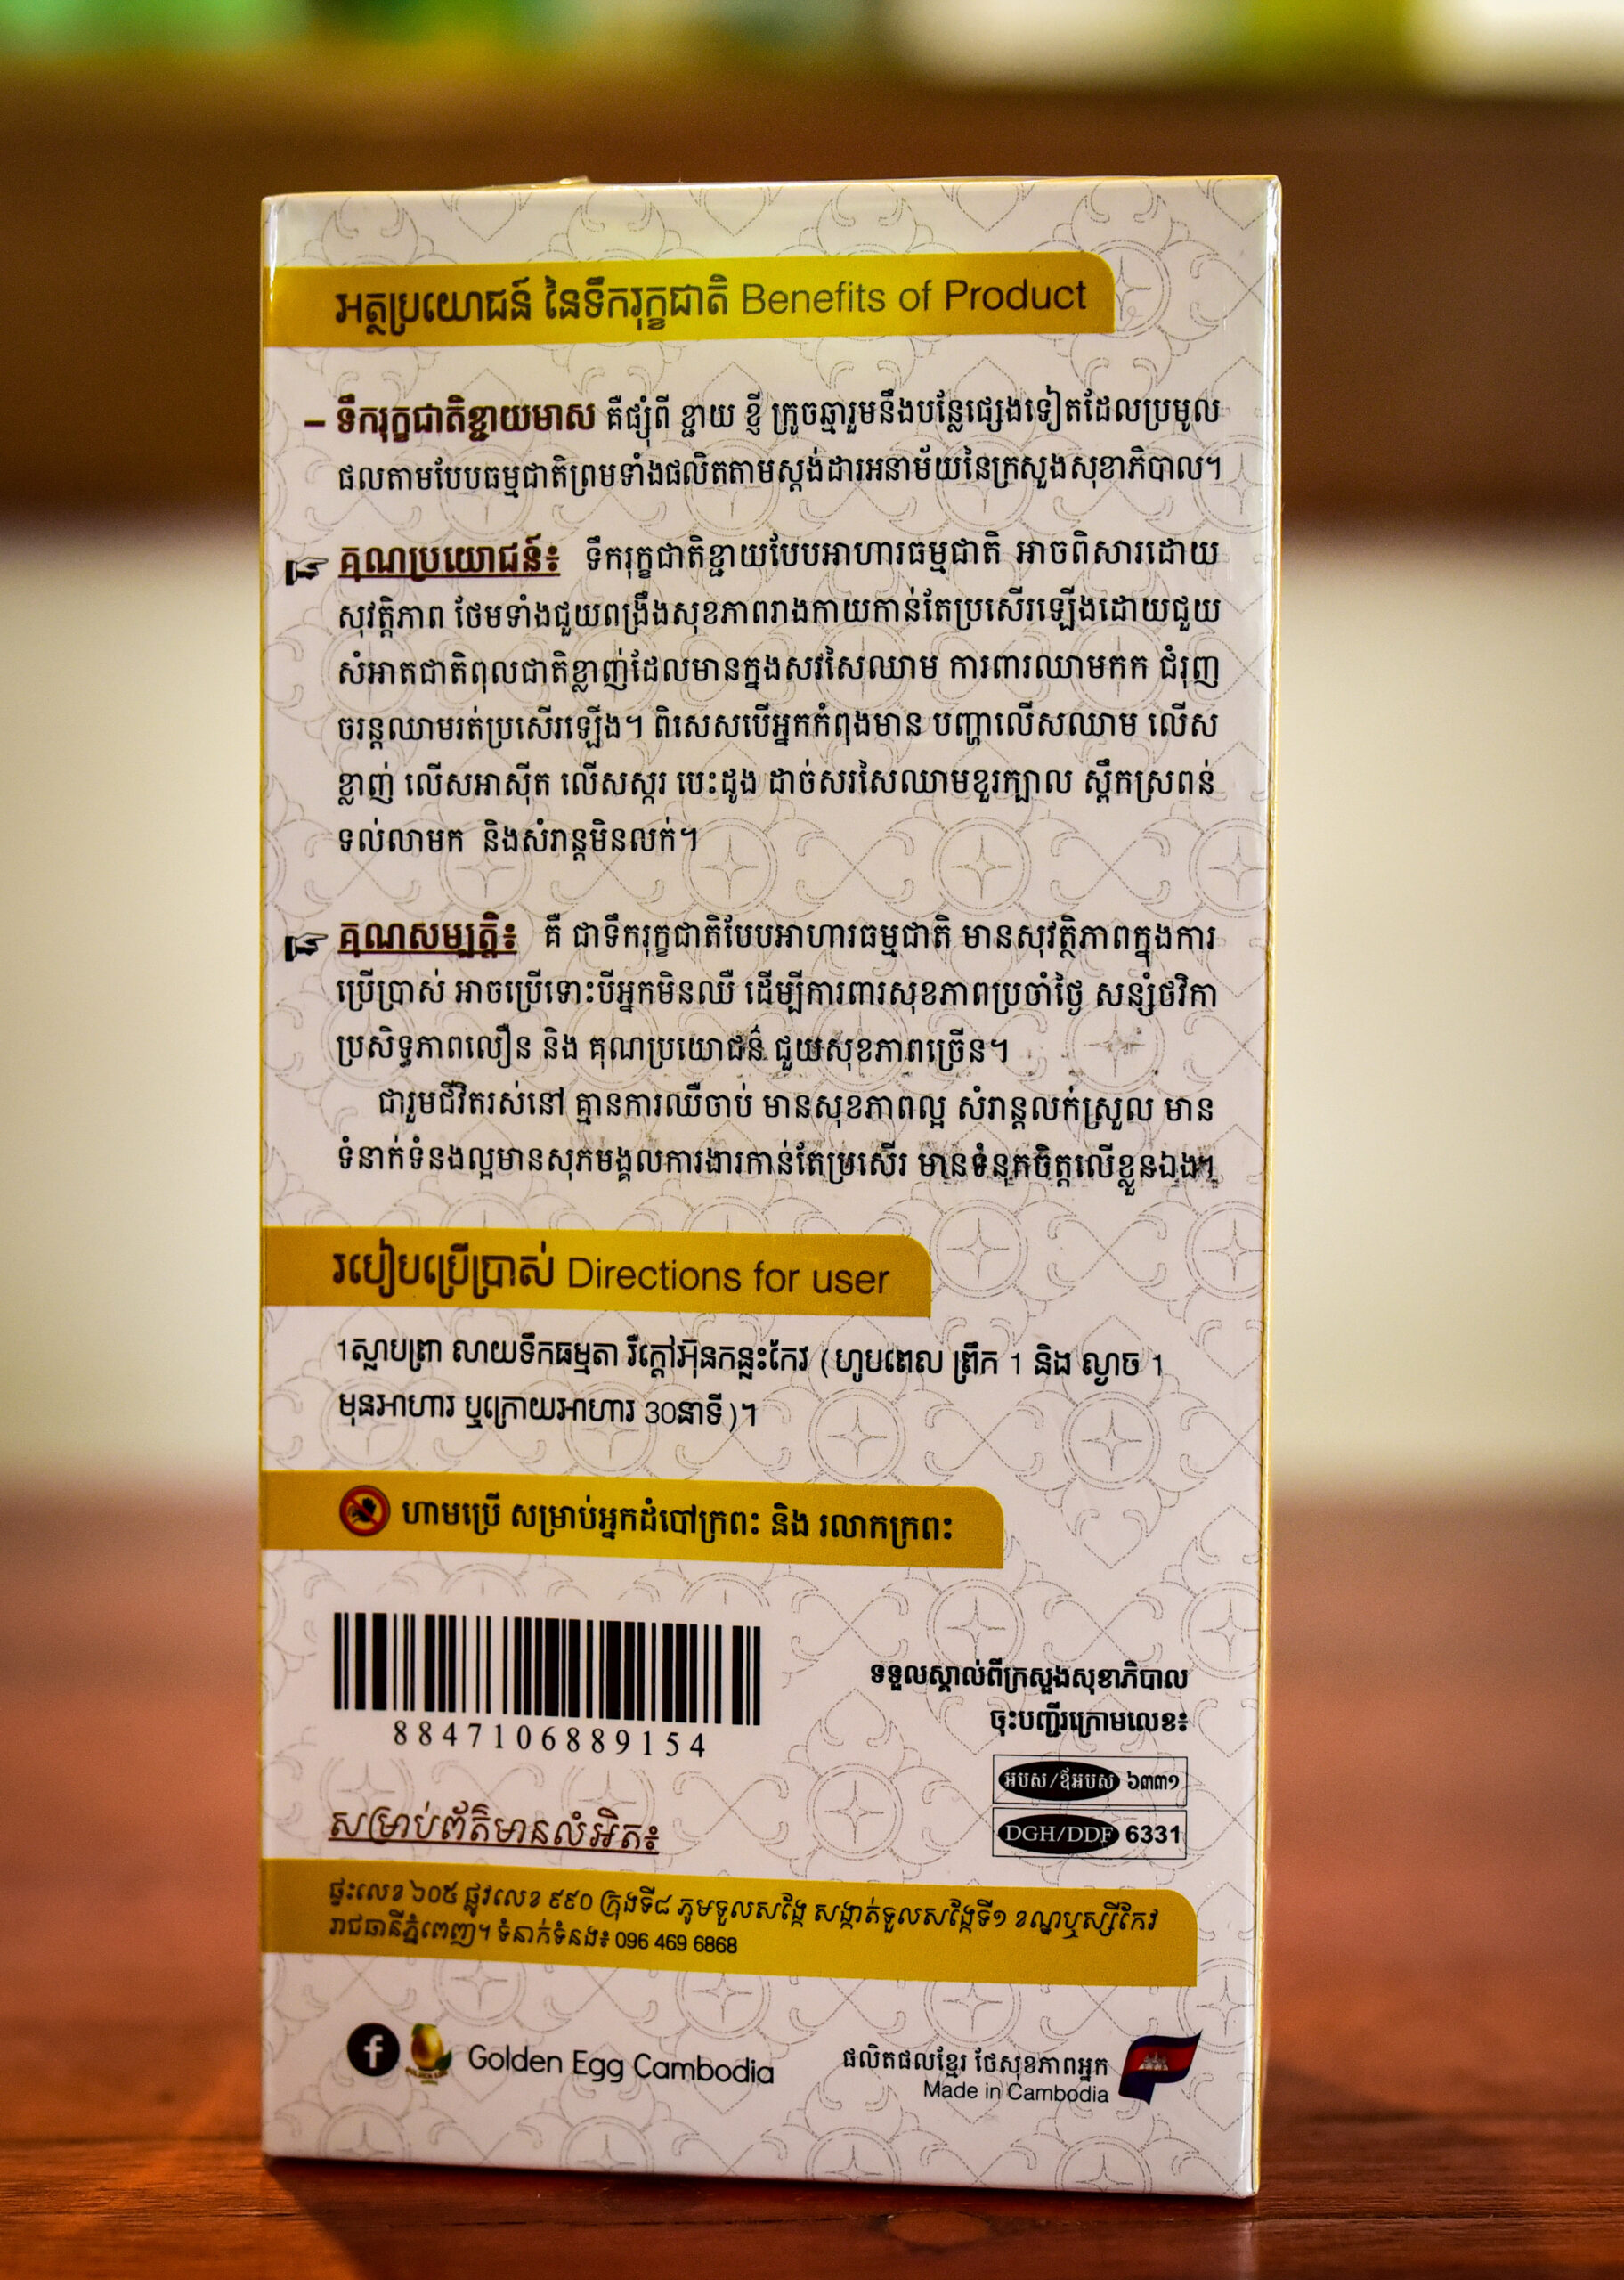 អត្ថប្រយោជន៍ នៃទឹករុក្ខជាតិ Benefits of Product
– ទឹករុក្ខជាតិខ្ជាយមាស គឺផ្សំពី ខ្ជាយ ខ្ញី ក្រូចឆ្មារួមនឹងបន្លែផ្សេងទៀតដែលប្រមូល
ផលតាមបែបធម្មជាតិព្រមទាំងផលិតតាមស្តង់ដារអនាម័យនៃក្រសួងសុខាភិបាល។
គុណប្រយោជន៍៖ ទឹករុក្ខជាតិខ្ជាយបែបអាហារធម្មជាតិ អាចពិសារដោយ
សុវត្តិភាព ថែមទាំងជួយពង្រឹងសុខភាពរាងកាយកាន់តែប្រសើរឡើងដោយជួយ
សំអាតជាតិពុលជាតិខ្លាញ់ដែលមានក្នុងសរសៃឈាម ការពារឈាមកក ជំរុញ
ចរន្តឈាមរត់ប្រសើរឡើង។ ពិសេសបើអ្នកកំពុងមាន បញ្ហាលើសឈាម លើស
ខ្លាញ់ លើសអាស៊ីត លើសស្ករ បេះដូង ដាច់សរសៃឈាមខួរក្បាល ស្ពឹកស្រពន់
ទល់លាមក និងសំរាន្តមិនលក់។
គុណសម្បត្តិ៖ គឺ ជាទឹករុក្ខជាតិបែបអាហារធម្មជាតិ មានសុវត្ថិភាពក្នុងការ
ប្រើប្រាស់ អាចប្រើទោះបីអ្នកមិនឈឺ ដើម្បីការពារសុខភាពប្រចាំថ្ងៃ សន្សំថវិកា
ប្រសិទ្ធភាពលឿន និង គុណប្រយោជន៍ ជួយសុខភាពច្រើន។
ជារួមជីវិតរស់នៅ គ្មានការឈឺចាប់ មានសុខភាពល្អ សំរាន្តលក់ស្រួល មាន
ទំនាក់ទំនងល្អមានសុភមង្គលការងារកាន់តែប្រសើរ មានទំនុកចិត្តលើខ្លួនឯង។
របៀបប្រើប្រាស់ Directions for user
១ស្លាបព្រា លាយទឹកធម្មតា រឺក្តៅអ៊ុនកន្លះកែវ (ហូបពេល ព្រឹក ១ និង ល្ងាច ១
មុនអាហារ ឬក្រោយអាហារ 30នាទី)។
ហាមប្រើ សម្រាប់អ្នកដំបៅក្រពះ និង រលាកក្រពះ
8847106889154
ទទួលស្គាល់ពីក្រសួងសុខាភិបាល
ចុះបញ្ជីរក្រោមលេខ៖
អបស/ឱអបស ៦៣៣១
DGH/DDF 6331
សម្រាប់ព័ត៌មានលំអិត៖
ផ្ទះលេខ ៦០៥ ផ្លូវលេខ ៩៩០ ក្រុងទី៨ ភូមទួលសង្កែ សង្កាត់ទួលសង្កែទី១ ខណ្ឌឬស្សីកែវ
រាជធានីភ្នំពេញ។ ទំនាក់ទំនង៖ 096 469 6868
Golden Egg Cambodia
ផលិតផលខ្មែរ ថែសុខភាពអ្នក
Made in Cambodia